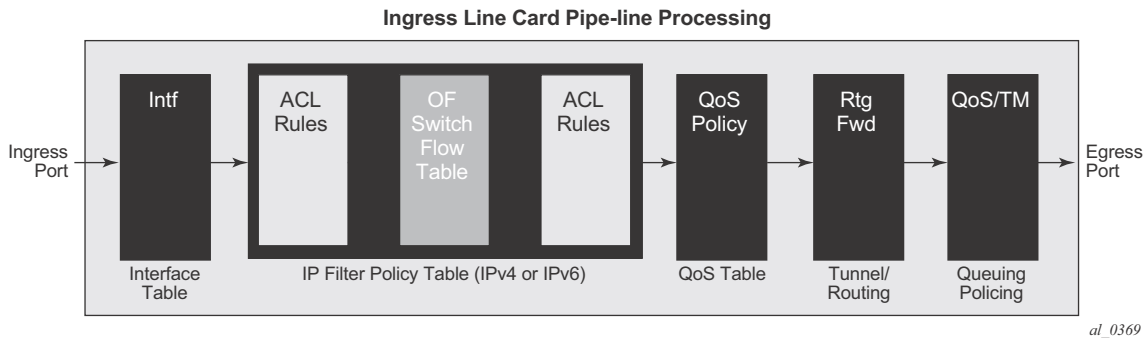 Ingress Line Card Pipe-line Processing
Intf
ACL
Rules
OF
Switch
Flow
Table
ACL
Rules
QoS
Policy
Rtg
Fwd
QoS/TM
Ingress
Port
Egress
Port
Interface
Table
IP Filter Policy Table (IPv4 or IPv6)
QoS Table
Tunnel/
Routing
Queuing
Policing
al_0369